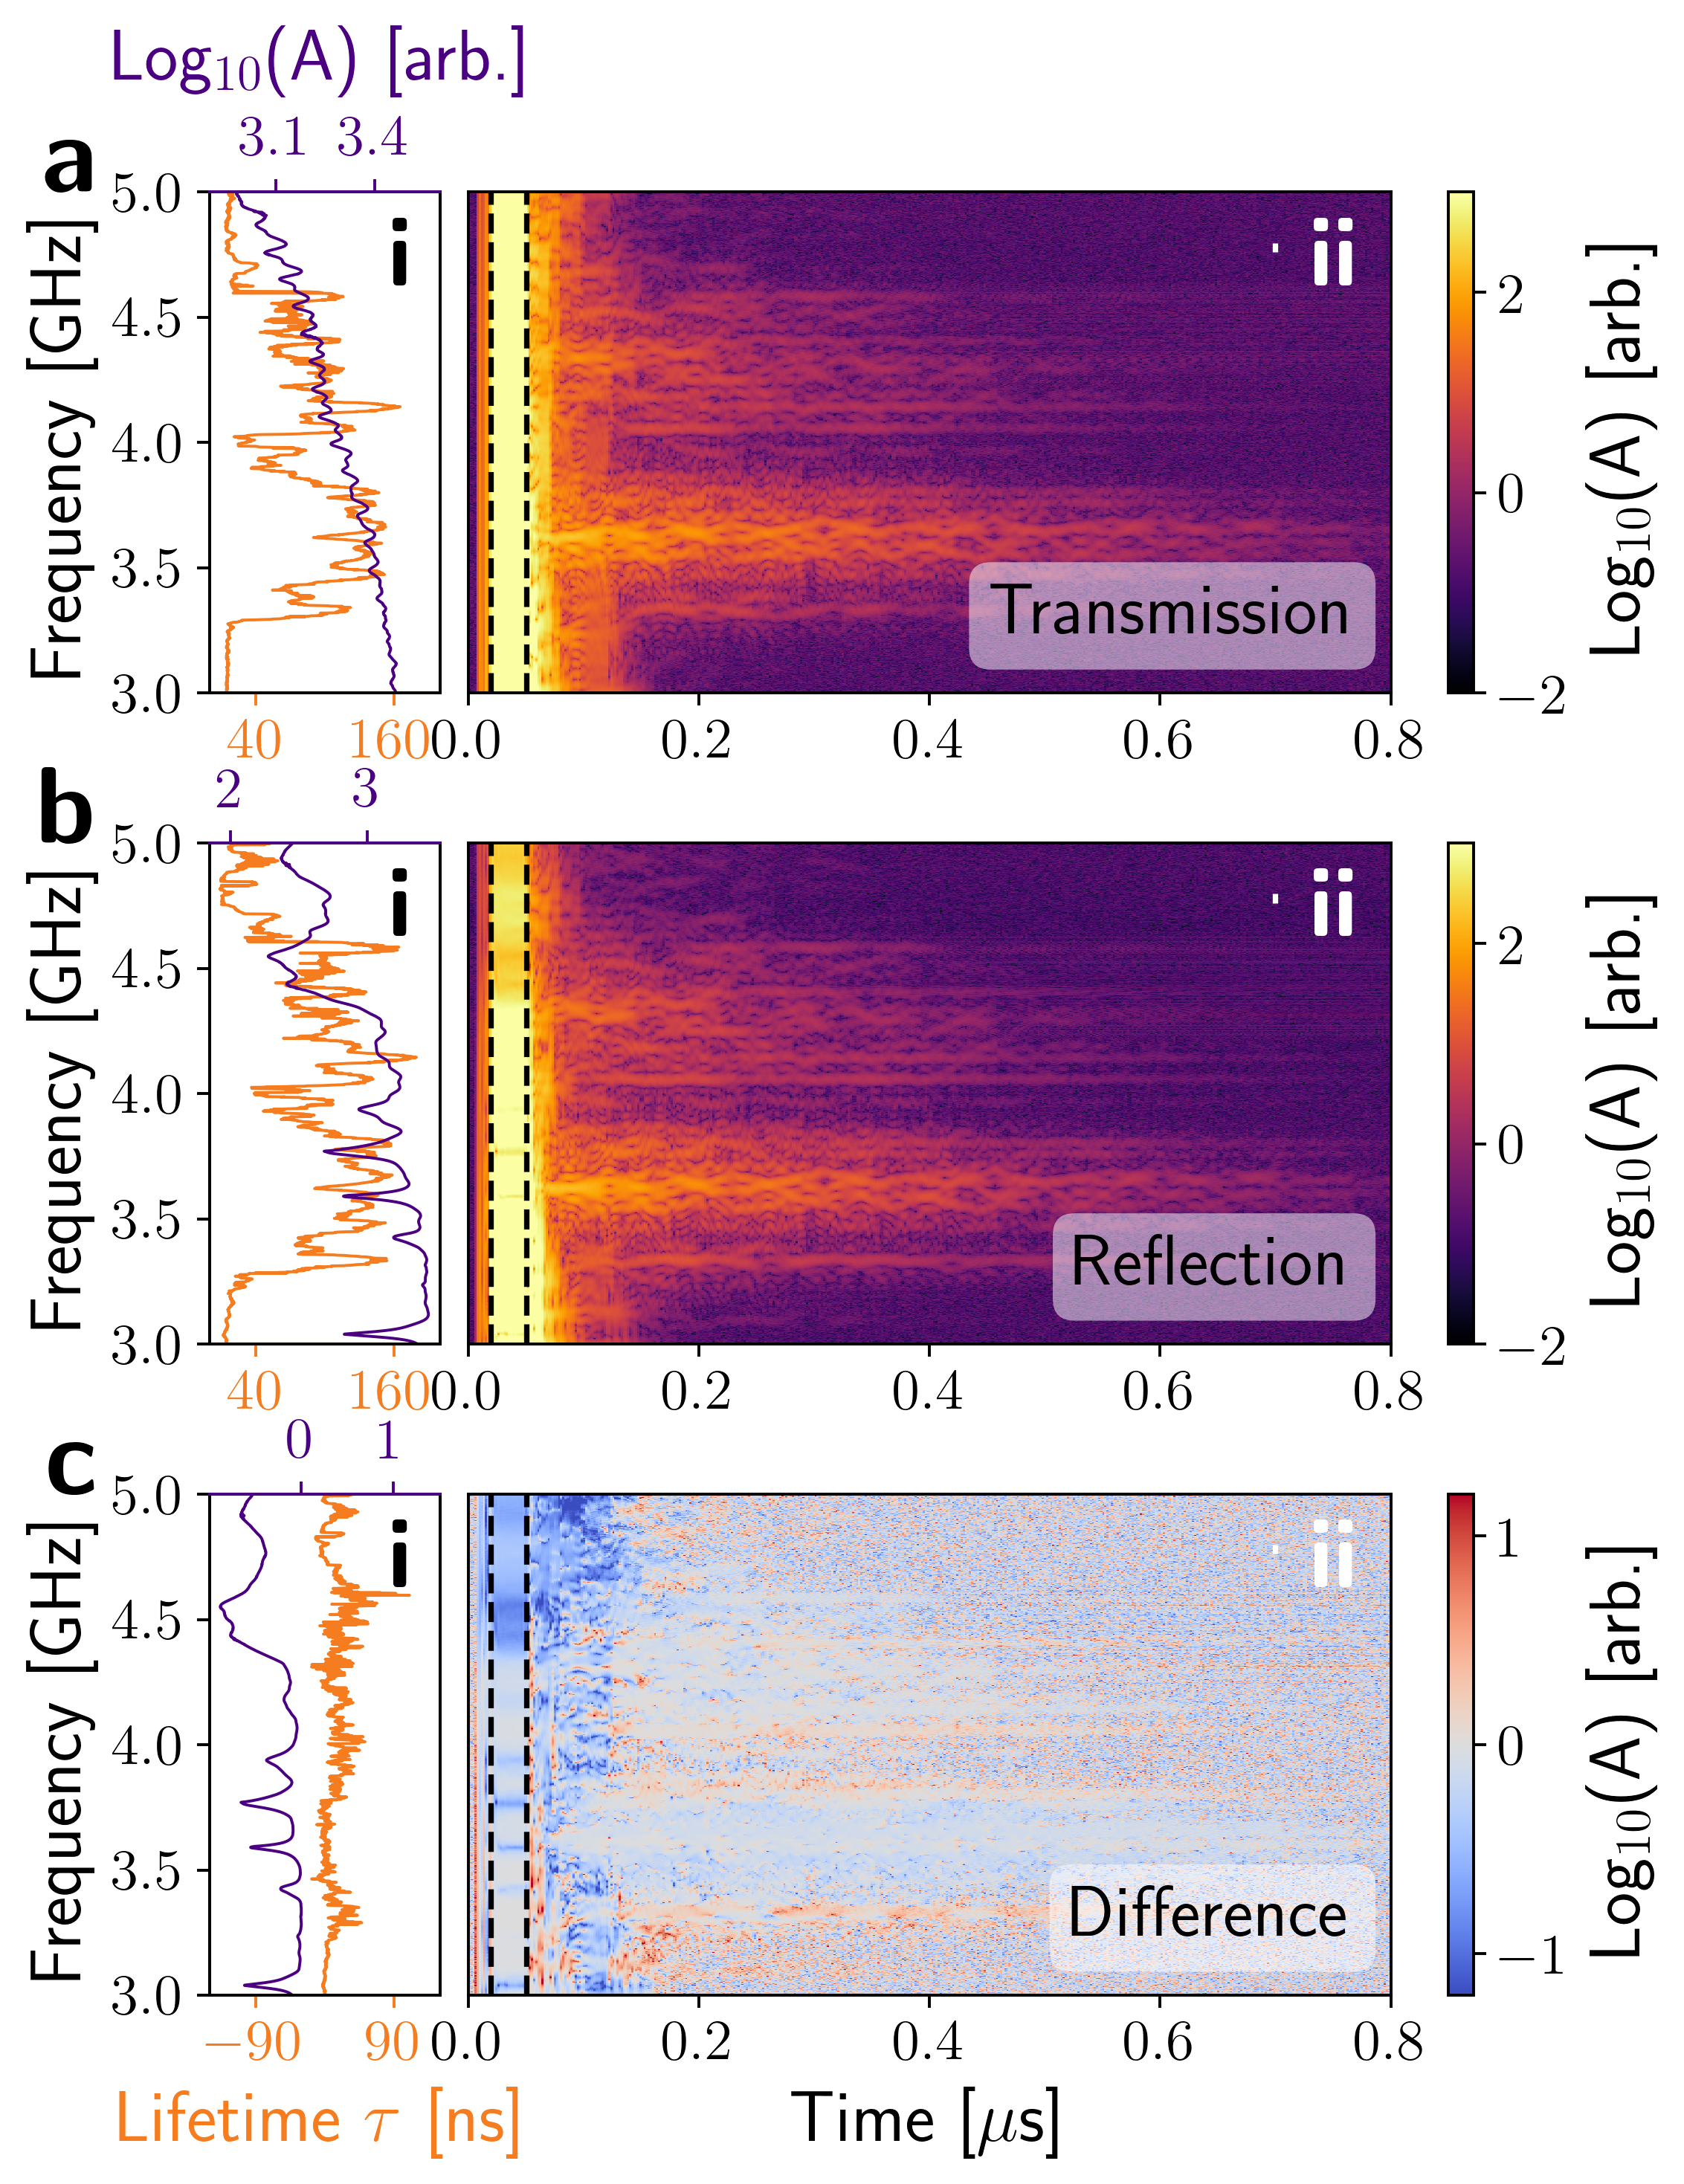 Log₁₀(A) [arb.]
3.1 3.4
a
Frequency [GHz]
5.0
4.5
4.0
3.5
3.0
i
40 160
ii
Transmission
0.0 0.2 0.4 0.6 0.8
2
0
−2
Log₁₀(A) [arb.]
b
2 3
Frequency [GHz]
5.0
4.5
4.0
3.5
3.0
i
40 160
ii
Reflection
0.0 0.2 0.4 0.6 0.8
2
0
−2
Log₁₀(A) [arb.]
c
0 1
Frequency [GHz]
5.0
4.5
4.0
3.5
3.0
i
−90 90
Lifetime τ [ns]
ii
Difference
0.0 0.2 0.4 0.6 0.8
Time [μs]
1
0
−1
Log₁₀(A) [arb.]